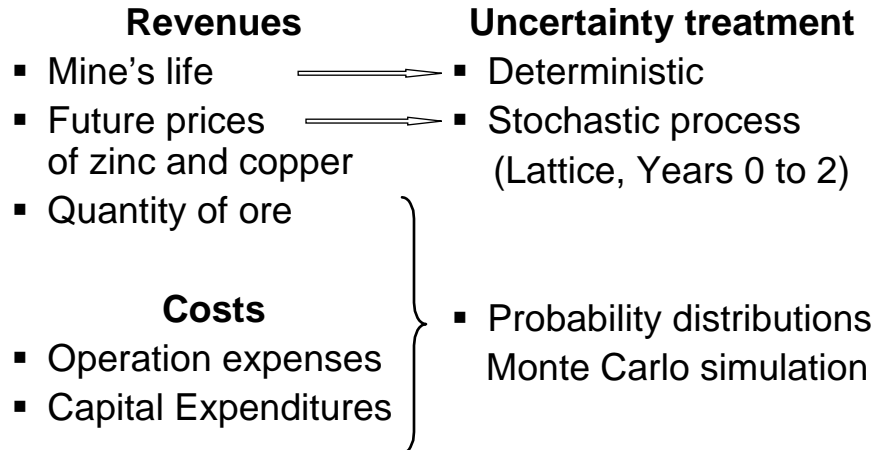 Revenues
▪ Mine’s life
▪ Future prices
of zinc and copper
▪ Quantity of ore
Costs
▪ Operation expenses
▪ Capital Expenditures
Uncertainty treatment
▪ Deterministic
▪ Stochastic process
(Lattice, Years 0 to 2)
▪ Probability distributions
Monte Carlo simulation